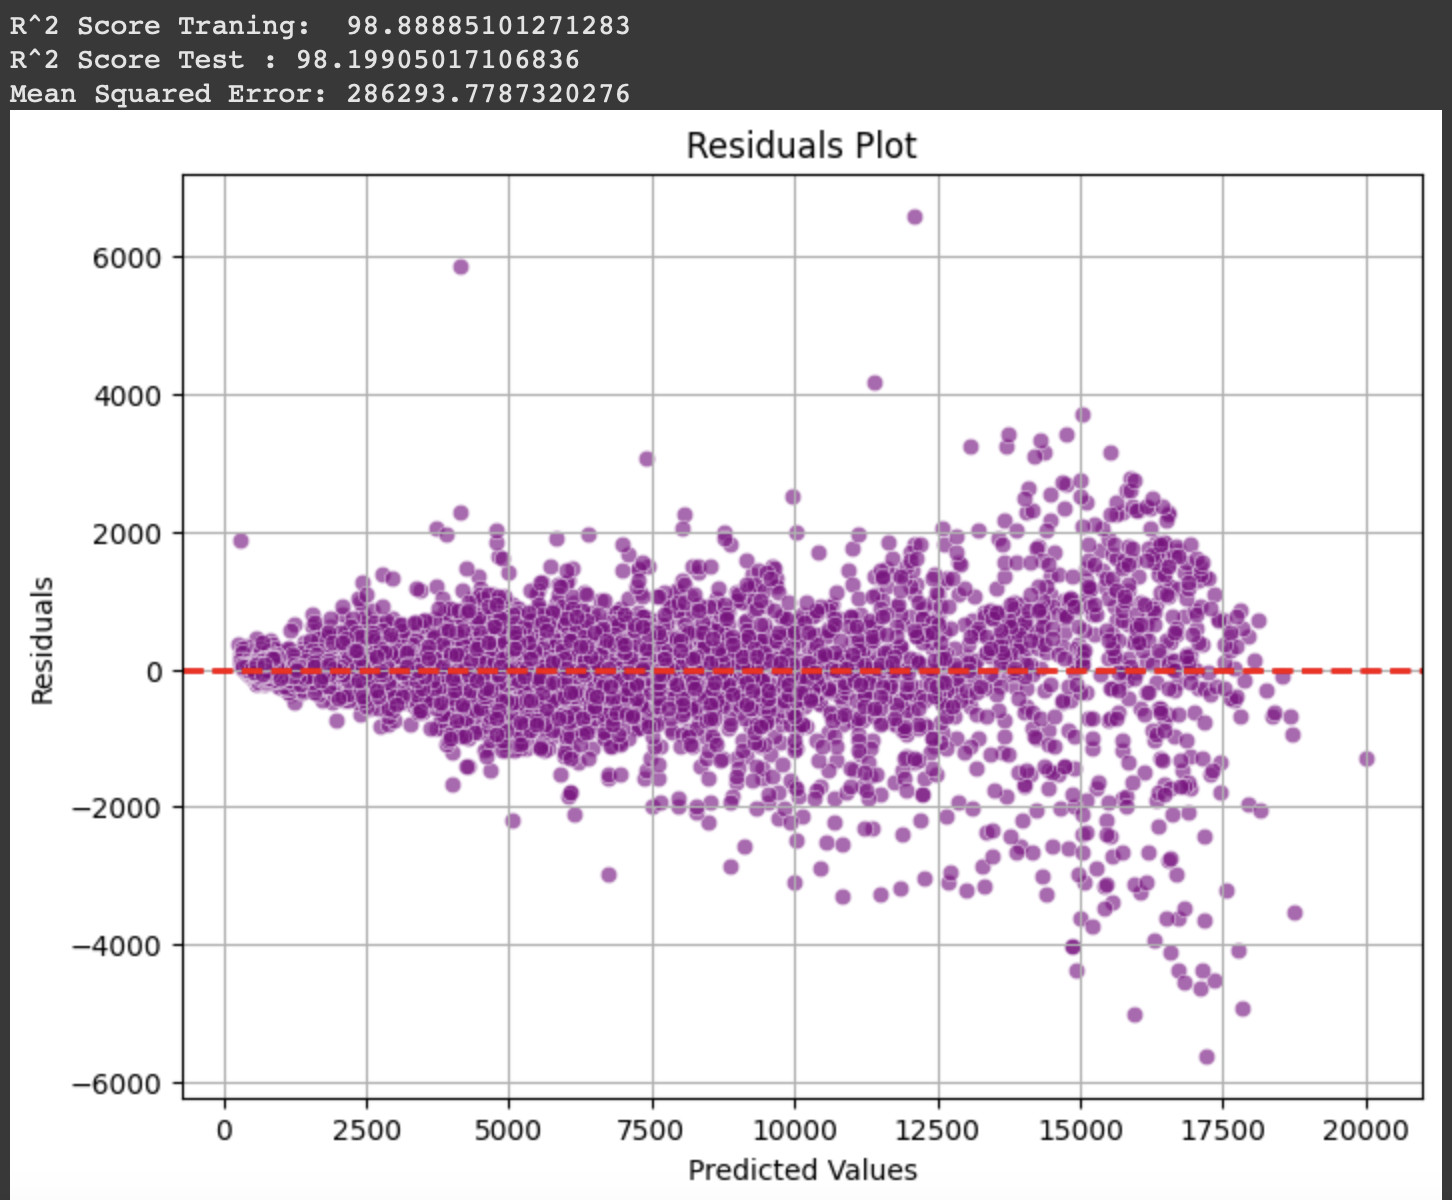 R^2 Score Traning:  98.88885101271283
R^2 Score Test : 98.19905017106836
Mean Squared Error: 286293.7787320276
Residuals Plot
6000
4000
2000
0
−2000
−4000
−6000
Residuals
0 2500 5000 7500 10000 12500 15000 17500 20000
Predicted Values